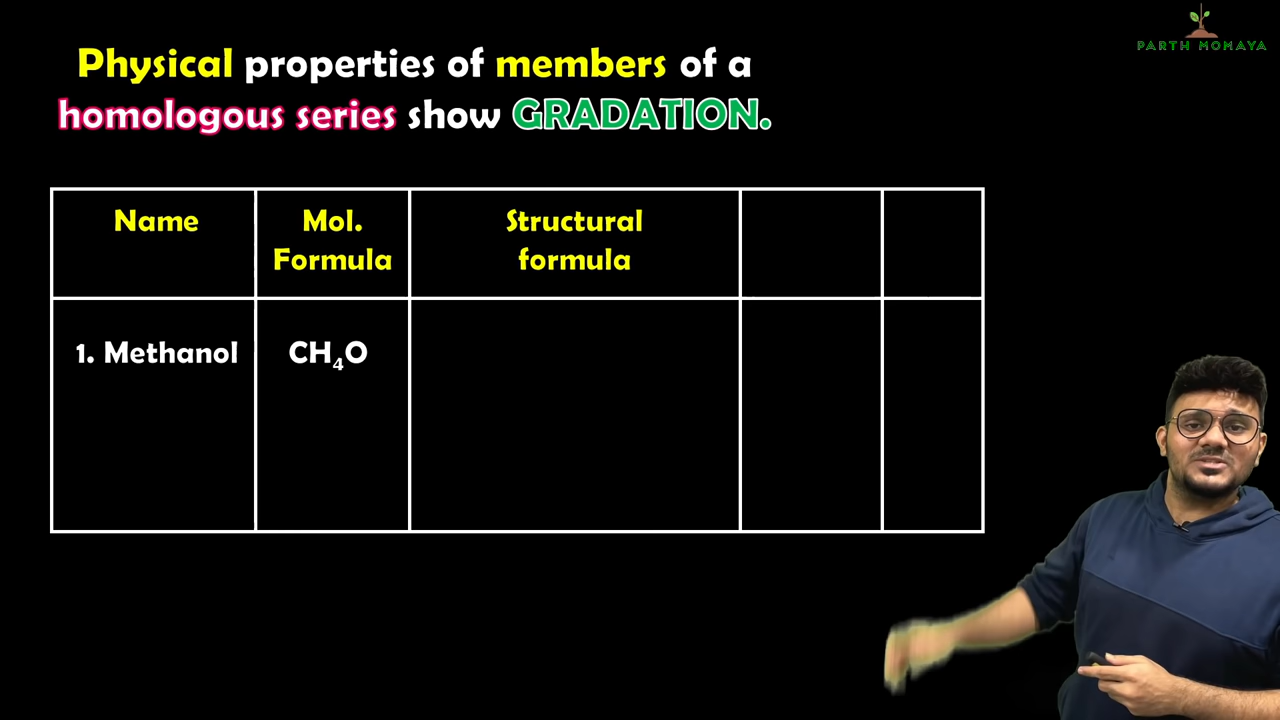 PARTH MOMAYA
Physical properties of members of a
homologous series show GRADATION.
Name
Mol.
Formula
Structural
formula
1. Methanol
CH₄O